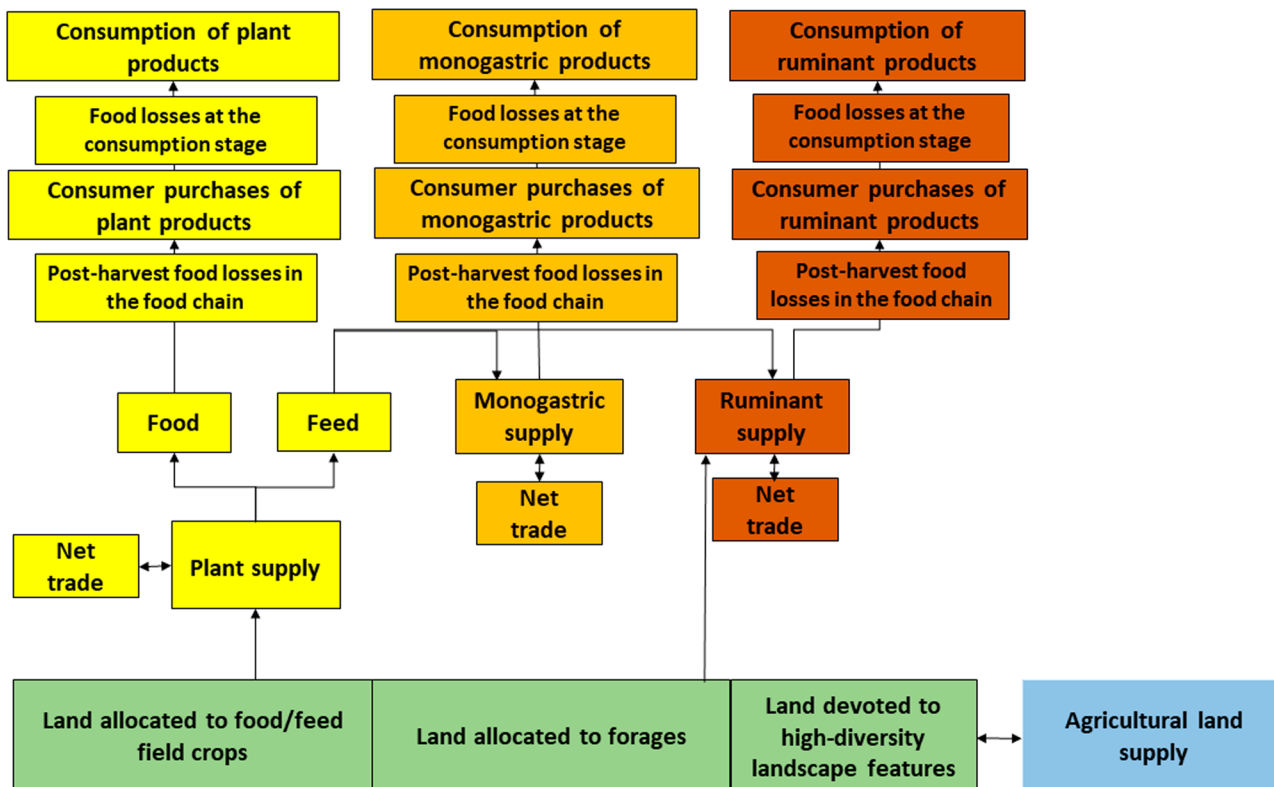 Consumption of plant
products
Consumption of
monogastric products
Consumption of
ruminant products
Food losses at the
consumption stage
Food losses at the
consumption stage
Food losses at the
consumption stage
Consumer purchases of
plant products
Consumer purchases of
monogastric products
Consumer purchases of
ruminant products
Post-harvest food losses in
the food chain
Post-harvest food losses in
the food chain
Post-harvest food
losses in the food chain
Food
Feed
Monogastric
supply
Ruminant
supply
Net
trade
Net
trade
Net
trade
Plant supply
Land allocated to food/feed
field crops
Land allocated to forages
Land devoted to
high-diversity
landscape features
Agricultural land
supply